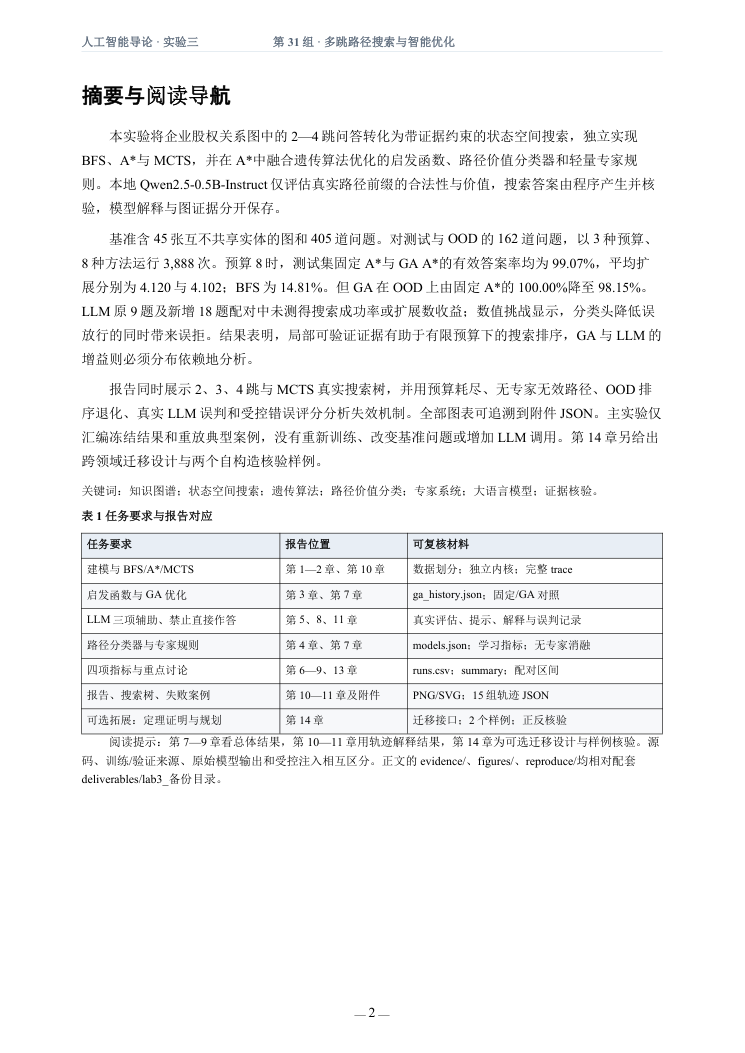 人工智能导论 · 实验三 第 31 组 · 多跳路径搜索与智能优化
摘要与阅读导航
本实验将企业股权关系图中的 2—4 跳问答转化为带证据约束的状态空间搜索，独立实现
BFS、A*与 MCTS，并在 A*中融合遗传算法优化的启发函数、路径价值分类器和轻量专家规
则。本地 Qwen2.5-0.5B-Instruct 仅评估真实路径前缀的合法性与价值，搜索答案由程序产生并核
验，模型解释与图证据分开保存。
基准含 45 张互不共享实体的图和 405 道问题。对测试与 OOD 的 162 道问题，以 3 种预算、
8 种方法运行 3,888 次。预算 8 时，测试集固定 A*与 GA A*的有效答案率均为 99.07%，平均扩
展分别为 4.120 与 4.102；BFS 为 14.81%。但 GA 在 OOD 上由固定 A*的 100.00%降至 98.15%。
LLM 原 9 题及新增 18 题配对中未测得搜索成功率或扩展数收益；数值挑战显示，分类头降低误
放行的同时带来误拒。结果表明，局部可验证证据有助于有限预算下的搜索排序，GA 与 LLM 的
增益则必须分布依赖地分析。
报告同时展示 2、3、4 跳与 MCTS 真实搜索树，并用预算耗尽、无专家无效路径、OOD 排
序退化、真实 LLM 误判和受控错误评分分析失效机制。全部图表可追溯到附件 JSON。主实验仅
汇编冻结结果和重放典型案例，没有重新训练、改变基准问题或增加 LLM 调用。第 14 章另给出
跨领域迁移设计与两个自构造核验样例。
关键词：知识图谱；状态空间搜索；遗传算法；路径价值分类；专家系统；大语言模型；证据核验。
表 1 任务要求与报告对应
任务要求 报告位置 可复核材料
建模与 BFS/A*/MCTS 第 1—2 章、第 10 章 数据划分；独立内核；完整 trace
启发函数与 GA 优化 第 3 章、第 7 章 ga_history.json；固定/GA 对照
LLM 三项辅助、禁止直接作答 第 5、8、11 章 真实评估、提示、解释与误判记录
路径分类器与专家规则 第 4 章、第 7 章 models.json；学习指标；无专家消融
四项指标与重点讨论 第 6—9、13 章 runs.csv；summary；配对区间
报告、搜索树、失败案例 第 10—11 章及附件 PNG/SVG；15 组轨迹 JSON
可选拓展：定理证明与规划 第 14 章 迁移接口；2 个样例；正反核验
阅读提示：第 7—9 章看总体结果，第 10—11 章用轨迹解释结果，第 14 章为可选迁移设计与样例核验。源
码、训练/验证来源、原始模型输出和受控注入相互区分。正文的 evidence/、figures/、reproduce/均相对配套
deliverables/lab3_备份目录。
— 2 —